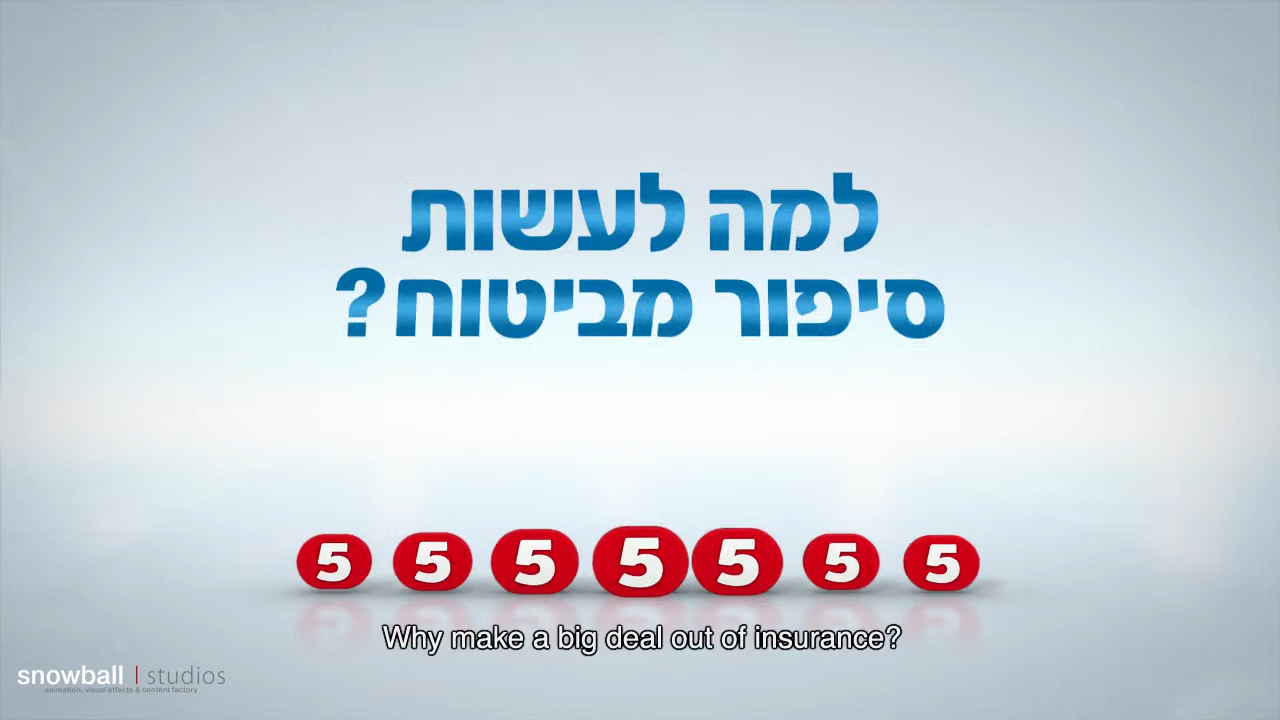 למה לעשות
סיפור מביטוח?
5 5 5 5 5 5 5
Why make a big deal out of insurance?
snowball | studios
animation, visual effects & content factory